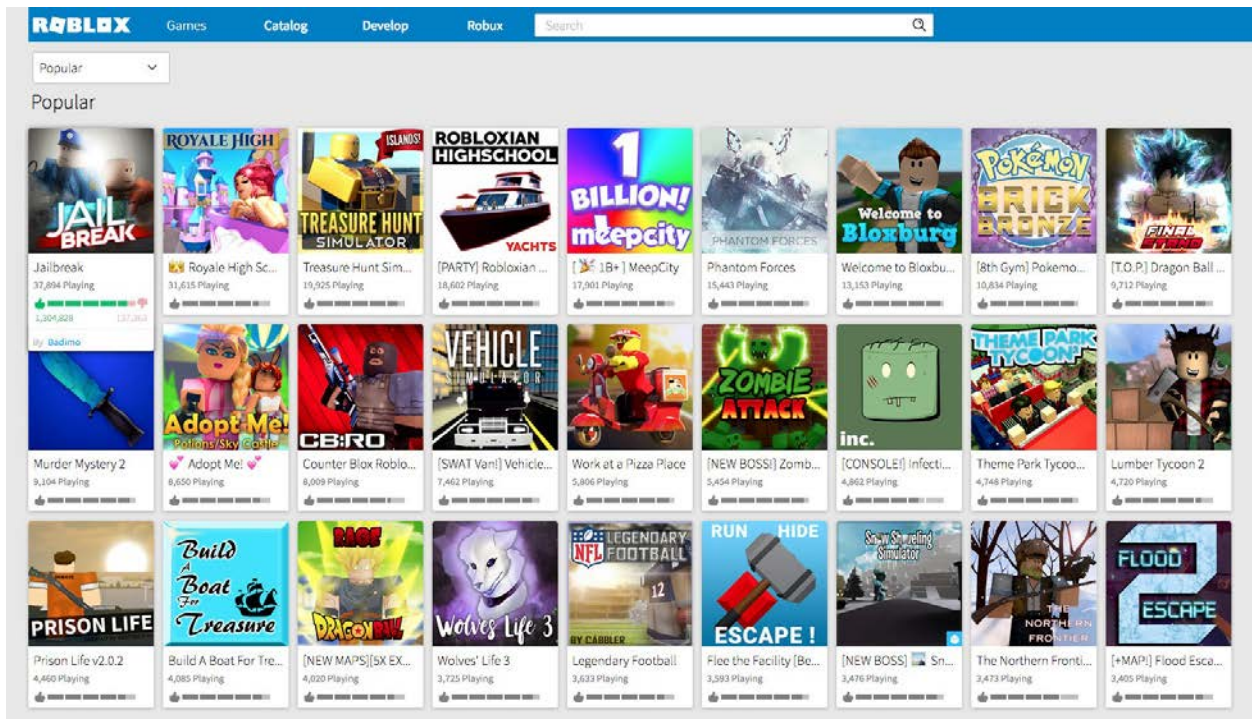 ROBLOX Games Catalog Develop Robux Search
Popular
Popular
JAIL BREAK
ROYALE HIGH
ISLANDS!
TREASURE HUNT SIMULATOR
ROBLOXIAN HIGHSCHOOL
YACHTS
1 BILLION! meepcity
PHANTOM FORCES
Welcome to Bloxburg
POKéMON BRICK BRONZE
FINAL STAND
Jailbreak
37,894 Playing
1,304,828 137,363
By Badimo
Royale High Sc...
31,615 Playing
Treasure Hunt Sim...
19,925 Playing
[PARTY] Robloxian ...
18,602 Playing
[ 1B+ ] MeepCity
17,901 Playing
Phantom Forces
15,443 Playing
Welcome to Bloxbu...
13,153 Playing
[8th Gym] Pokemo...
10,834 Playing
[T.O.P.] Dragon Ball ...
9,712 Playing
Adopt Me!
Potions/Sky Castle
CB:RO
VEHICLE SIMULATOR
ZOMBIE ATTACK
inc.
THEME PARK TYCOON
Murder Mystery 2
9,104 Playing
Adopt Me!
8,650 Playing
Counter Blox Roblo...
8,009 Playing
[SWAT Van!] Vehicle...
7,462 Playing
Work at a Pizza Place
5,806 Playing
[NEW BOSS!] Zomb...
5,454 Playing
[CONSOLE!] Infecti...
4,862 Playing
Theme Park Tycoo...
4,746 Playing
Lumber Tycoon 2
4,720 Playing
PRISON LIFE
Build A Boat For Treasure
RAGE
DRAGONBALL
Wolves Life 3
NFL LEGENDARY FOOTBALL
12
BY CABBLER
RUN HIDE
ESCAPE !
Snow Shoveling Simulator
THE NORTHERN FRONTIER
FLOOD 2 ESCAPE
Prison Life v2.0.2
4,460 Playing
Build A Boat For Tre...
4,085 Playing
[NEW MAPS][5X EX...
4,020 Playing
Wolves' Life 3
3,725 Playing
Legendary Football
3,633 Playing
Flee the Facility [Be...
3,593 Playing
[NEW BOSS] Sn...
3,476 Playing
The Northern Fronti...
3,473 Playing
[+MAP!] Flood Esca...
3,405 Playing